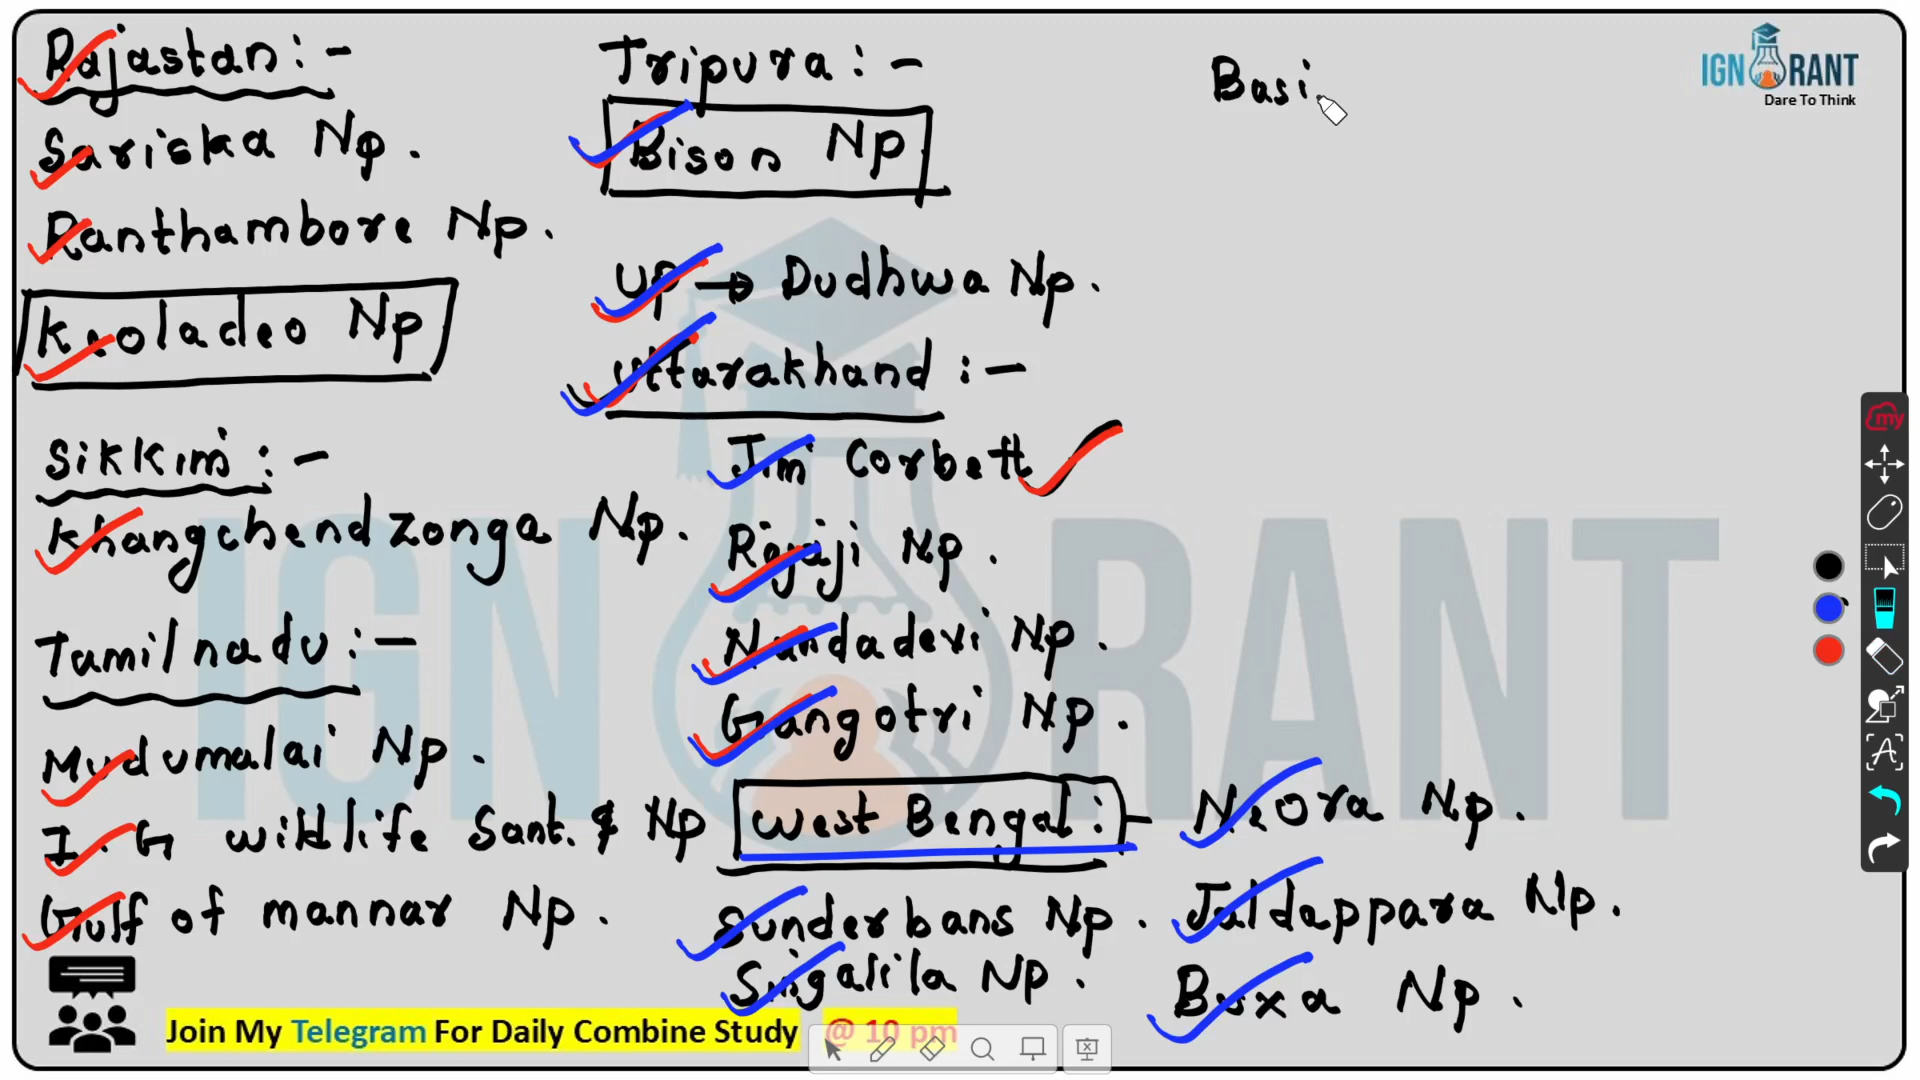 Rajastan:-
Sariska Np.
Ranthambore Np.
Keoladeo Np
Sikkim:-
Khangchendzonga Np.
Tamilnadu:-
Mudumalai Np.
I.G wildlife Sant. & Np
Gulf of mannar Np.
Tripura:-
Bison Np
UP → Dudhwa Np.
Uttarakhand:-
Jim Corbett
Rajaji Np.
Nandadevi Np.
Gangotri Np.
West Bengal:-
Sunderbans Np.
Singalila Np.
Neora Np.
Jaldappara Np.
Buxa Np.
Basi
IGNORANT
Dare To Think
IGNORANT
my
Join My Telegram For Daily Combine Study @ 10 pm